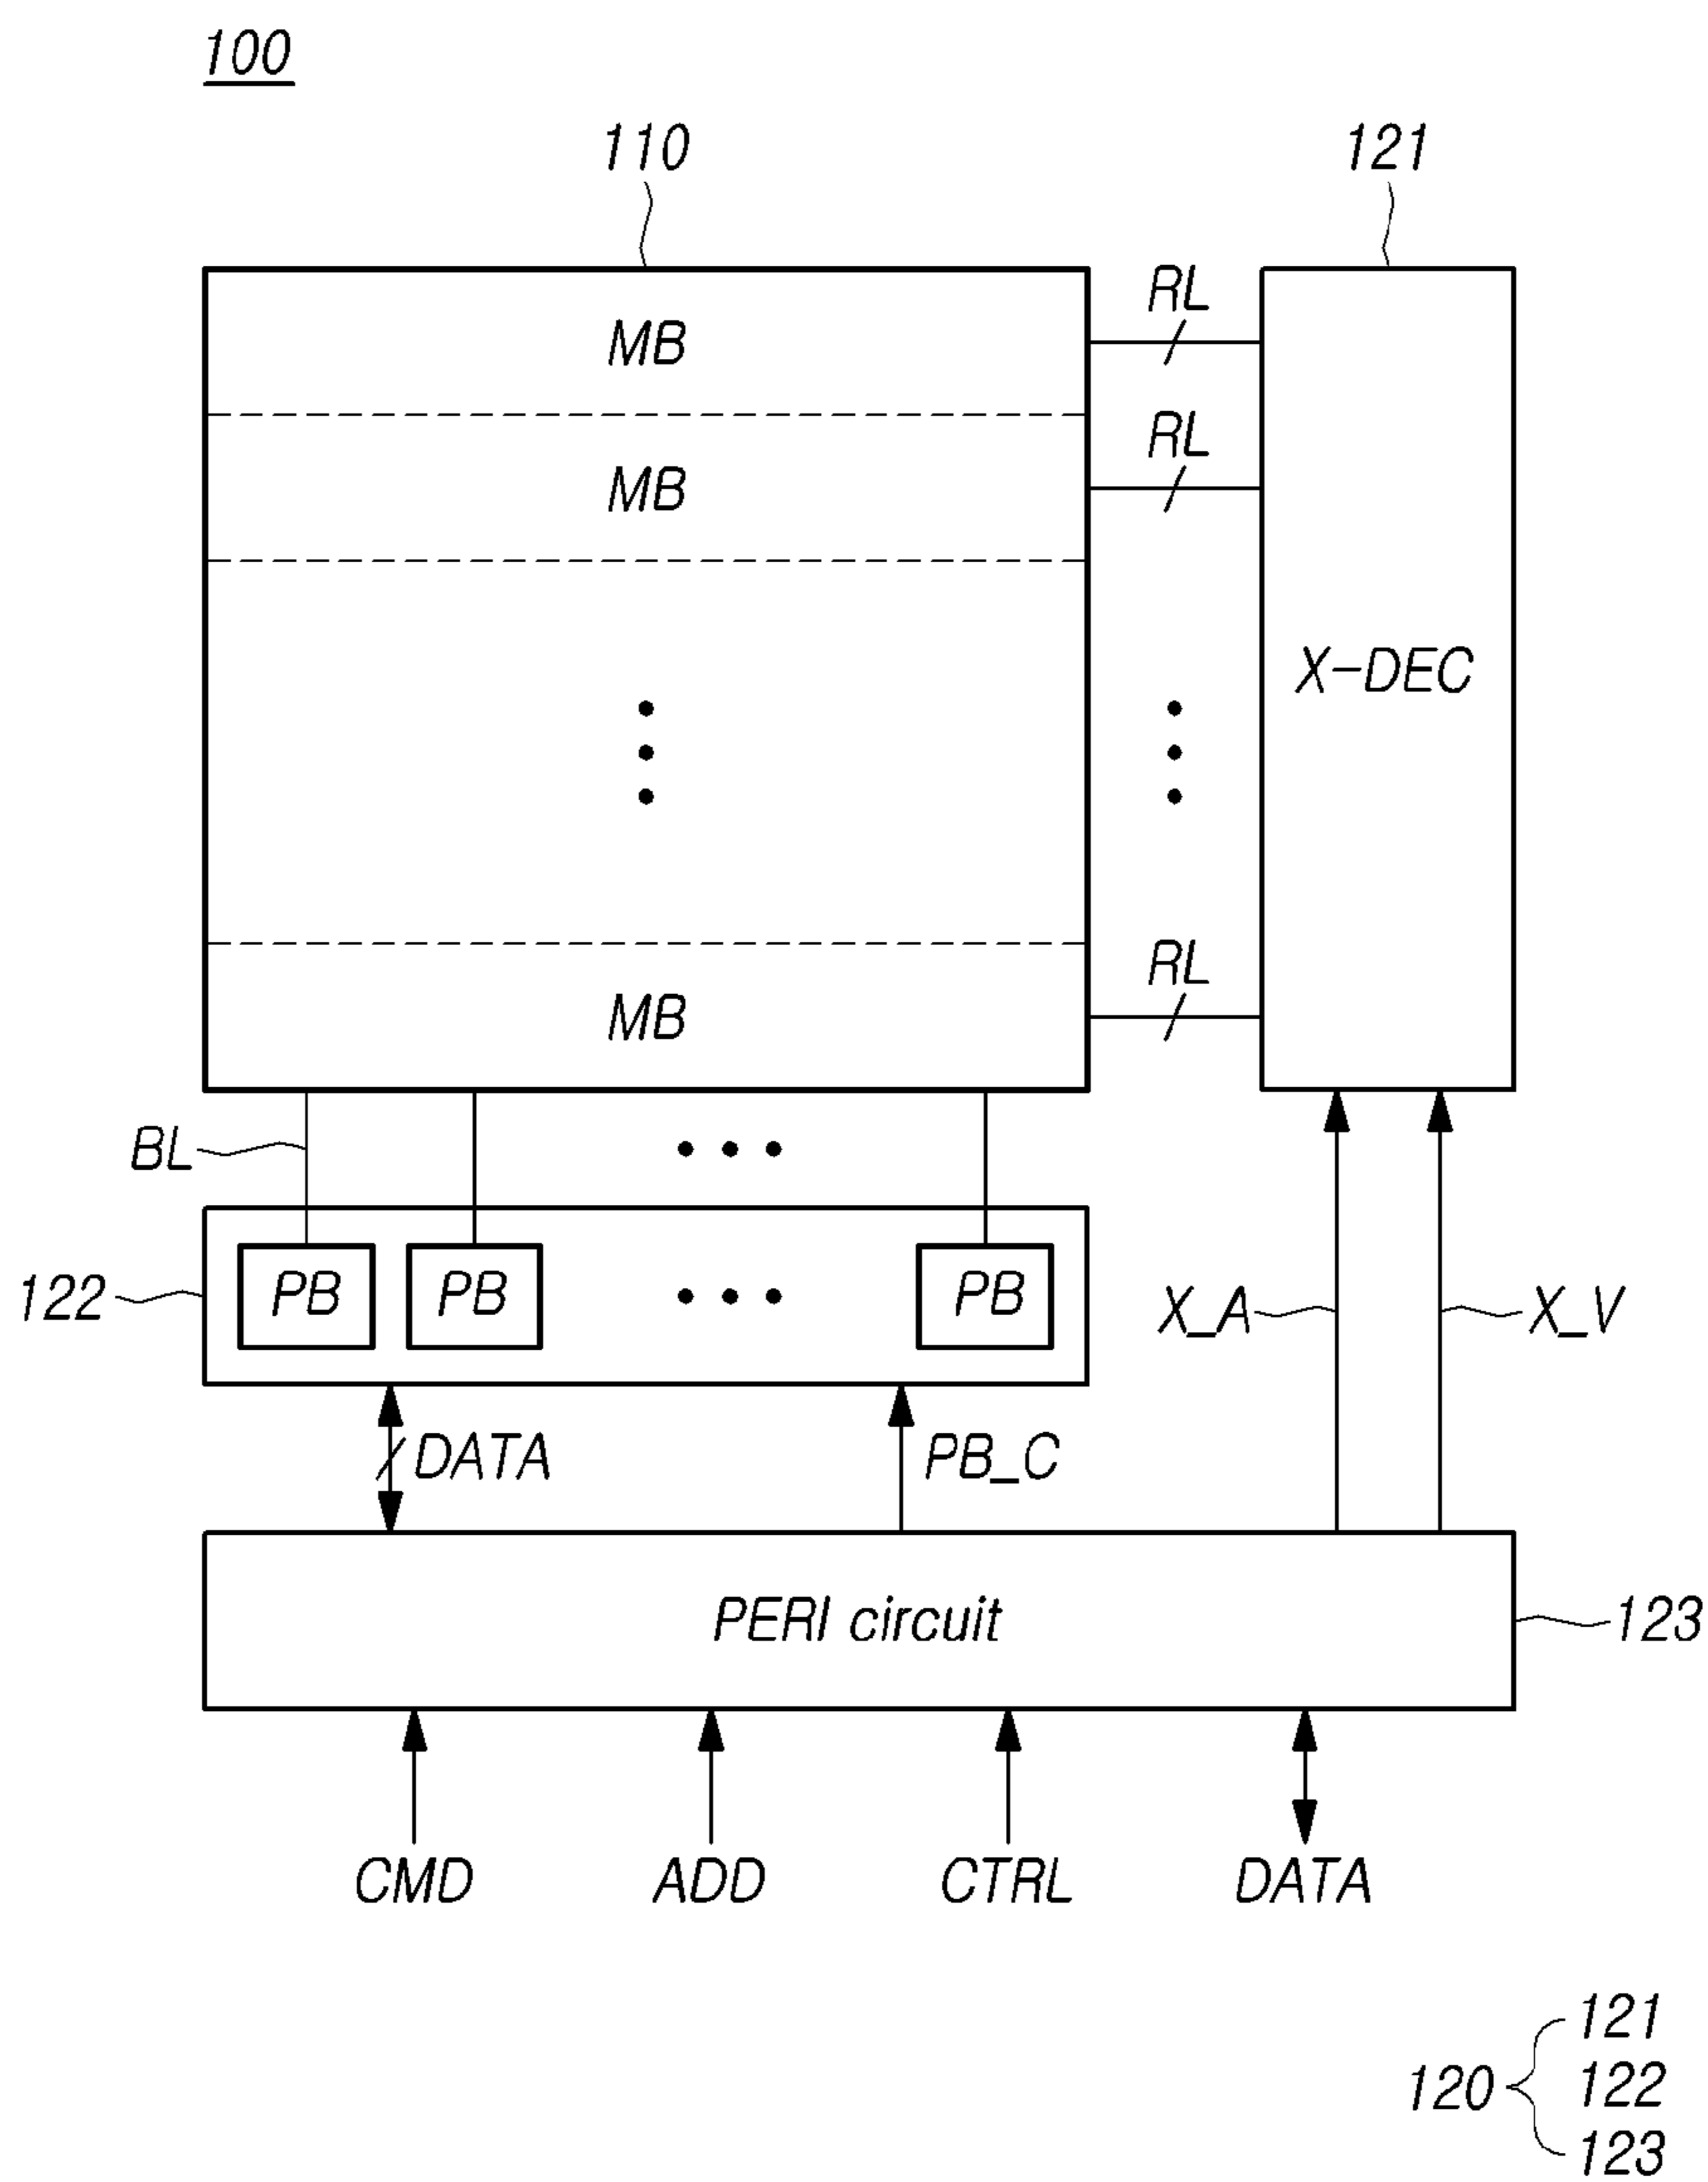 100
110 121
MB RL
MB RL
X-DEC
MB RL
BL
122 PB PB PB
X_A X_V
DATA PB_C
PERI circuit 123
CMD ADD CTRL DATA
121
120 122
123